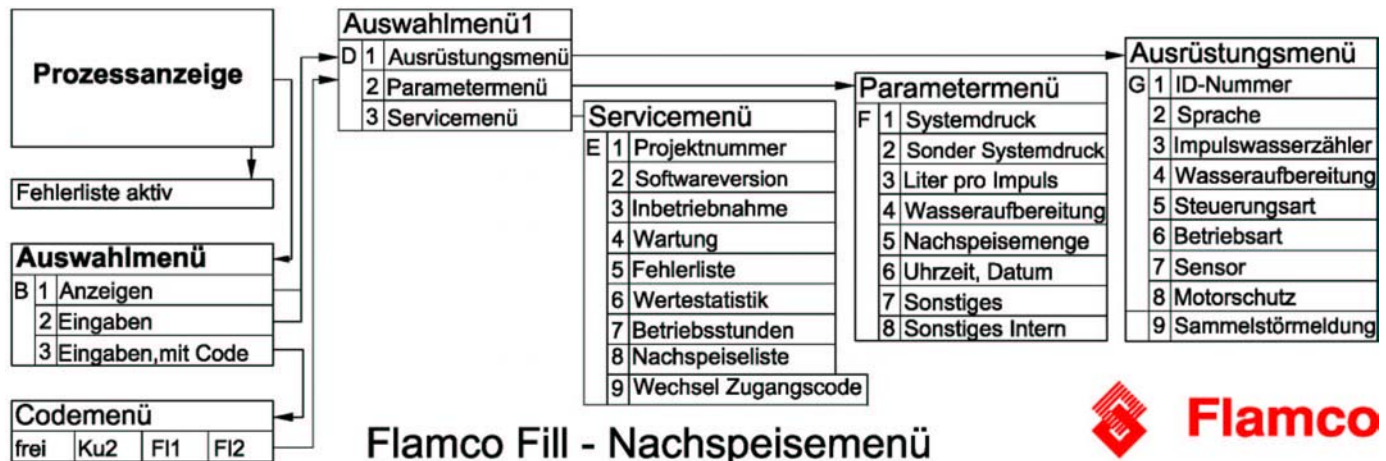 Prozessanzeige
Fehlerliste aktiv
Auswahlmenü
B 1 Anzeigen
2 Eingaben
3 Eingaben,mit Code
Codemenü
frei Ku2 Fl1 Fl2
Auswahlmenü1
D 1 Ausrüstungsmenü
2 Parametermenü
3 Servicemenü
Servicemenü
E 1 Projektnummer
2 Softwareversion
3 Inbetriebnahme
4 Wartung
5 Fehlerliste
6 Wertestatistik
7 Betriebsstunden
8 Nachspeiseliste
9 Wechsel Zugangscode
Parametermenü
F 1 Systemdruck
2 Sonder Systemdruck
3 Liter pro Impuls
4 Wasseraufbereitung
5 Nachspeisemenge
6 Uhrzeit, Datum
7 Sonstiges
8 Sonstiges Intern
Ausrüstungsmenü
G 1 ID-Nummer
2 Sprache
3 Impulswasserzähler
4 Wasseraufbereitung
5 Steuerungsart
6 Betriebsart
7 Sensor
8 Motorschutz
9 Sammelstörmeldung
Flamco Fill - Nachspeisemenü
Flamco